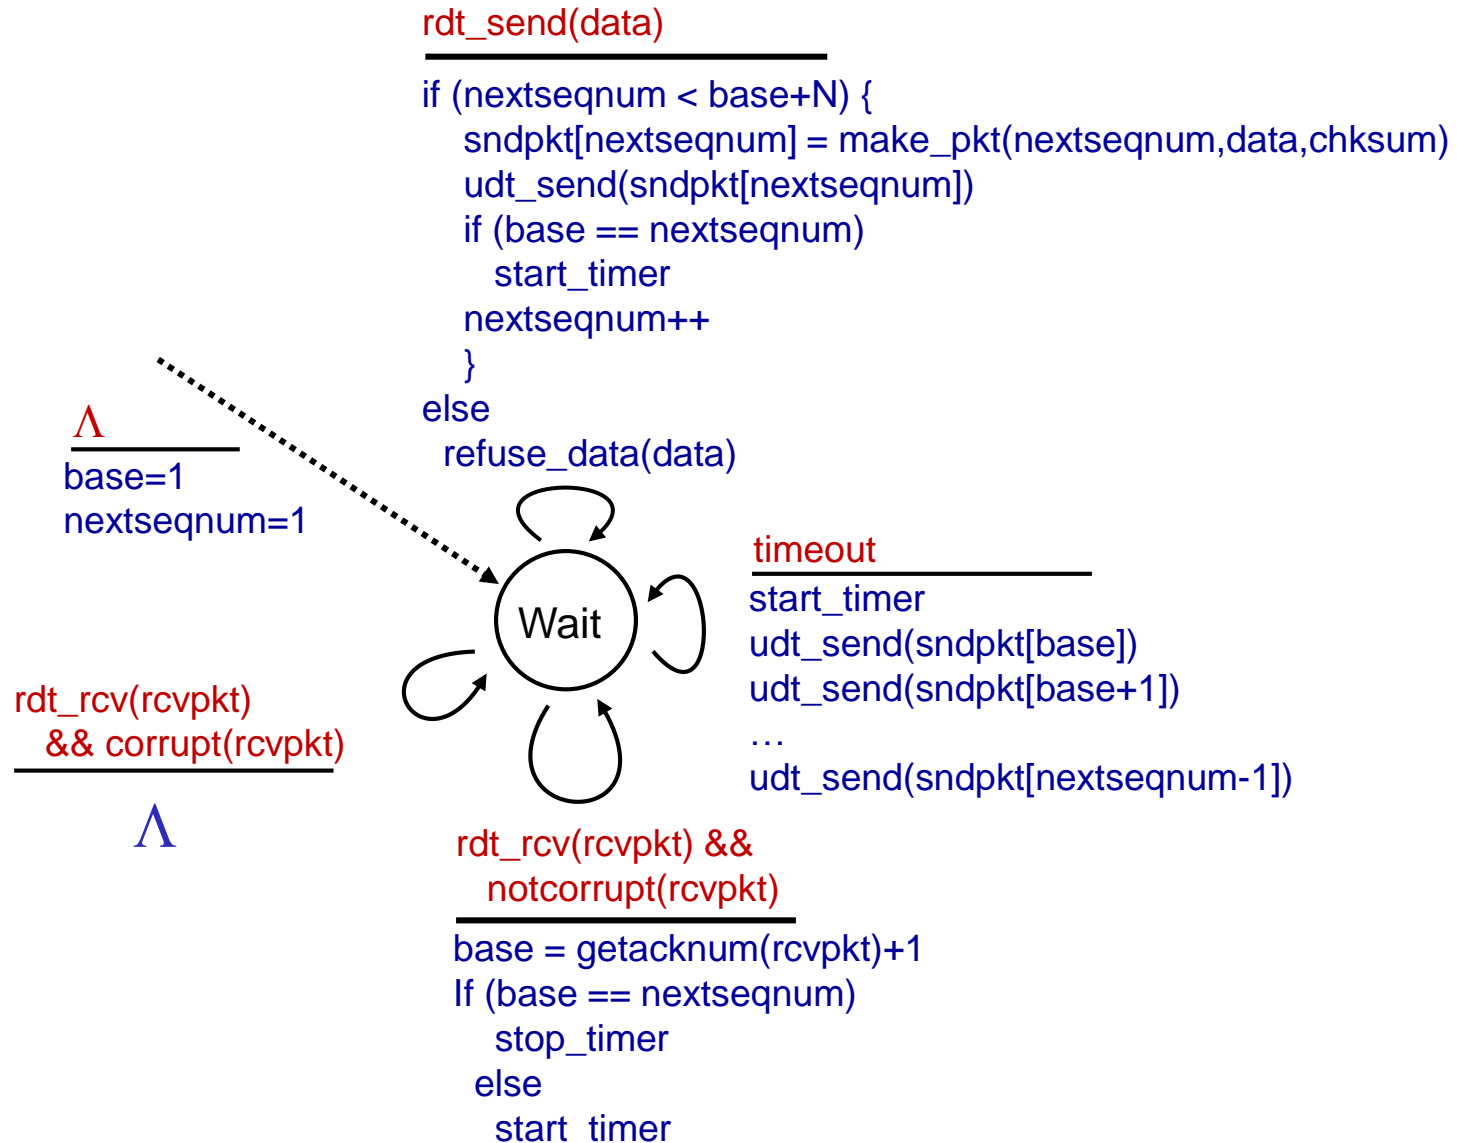 rdt_send(data)
if (nextseqnum < base+N) {
sndpkt[nextseqnum] = make_pkt(nextseqnum,data,chksum)
udt_send(sndpkt[nextseqnum])
if (base == nextseqnum)
start_timer
nextseqnum++
}
else
refuse_data(data)
Λ
base=1
nextseqnum=1
Wait
timeout
start_timer
udt_send(sndpkt[base])
udt_send(sndpkt[base+1])
…
udt_send(sndpkt[nextseqnum-1])
rdt_rcv(rcvpkt)
&& corrupt(rcvpkt)
Λ
rdt_rcv(rcvpkt) &&
notcorrupt(rcvpkt)
base = getacknum(rcvpkt)+1
If (base == nextseqnum)
stop_timer
else
start_timer